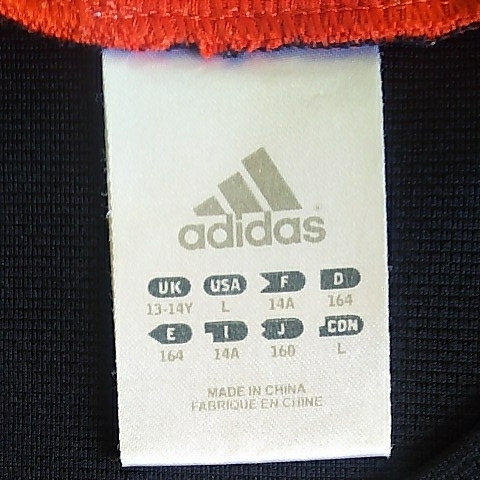 adidas
UK USA F D
13-14Y L 14A 164
E I J CDN
164 14A 160 L
MADE IN CHINA
FABRIQUE EN CHINE